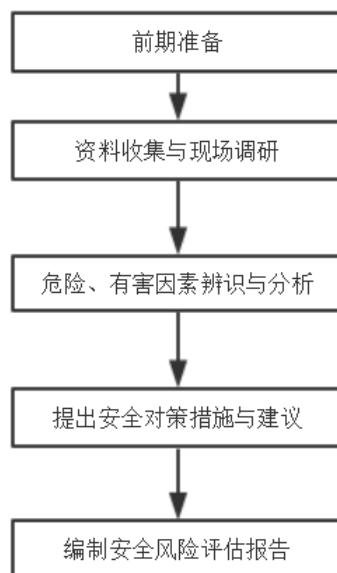 前期准备
资料收集与现场调研
危险、有害因素辨识与分析
提出安全对策措施与建议
编制安全风险评估报告